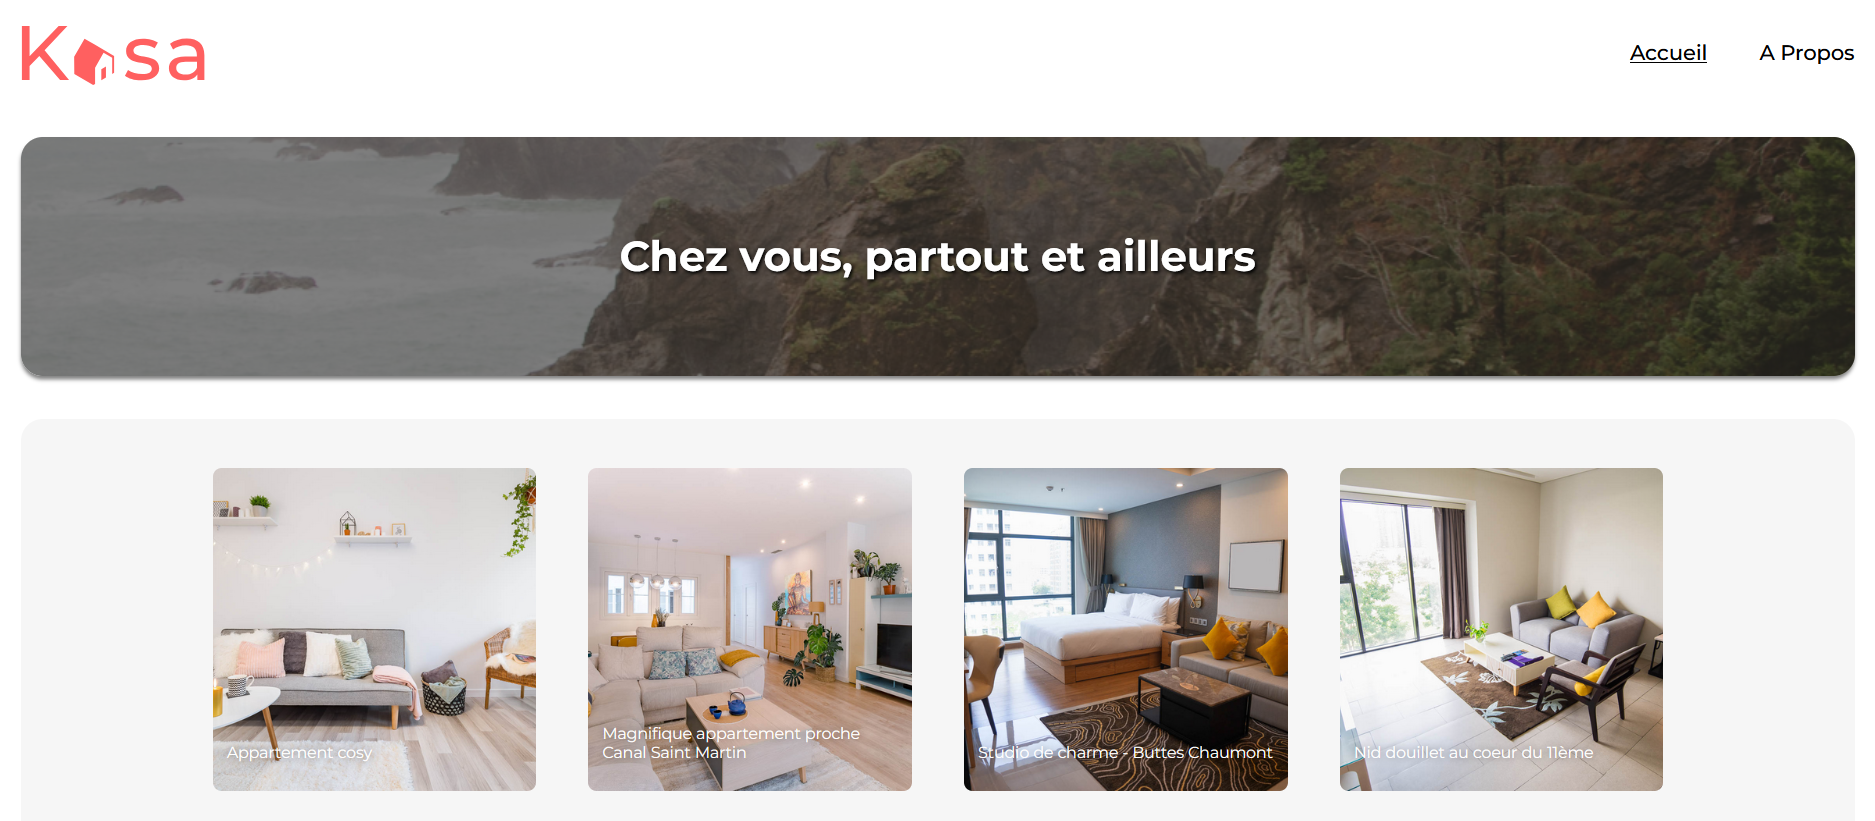 Kasa
Accueil
A Propos
Chez vous, partout et ailleurs
Appartement cosy
Magnifique appartement proche
Canal Saint Martin
Studio de charme - Buttes Chaumont
Nid douillet au coeur du 11ème